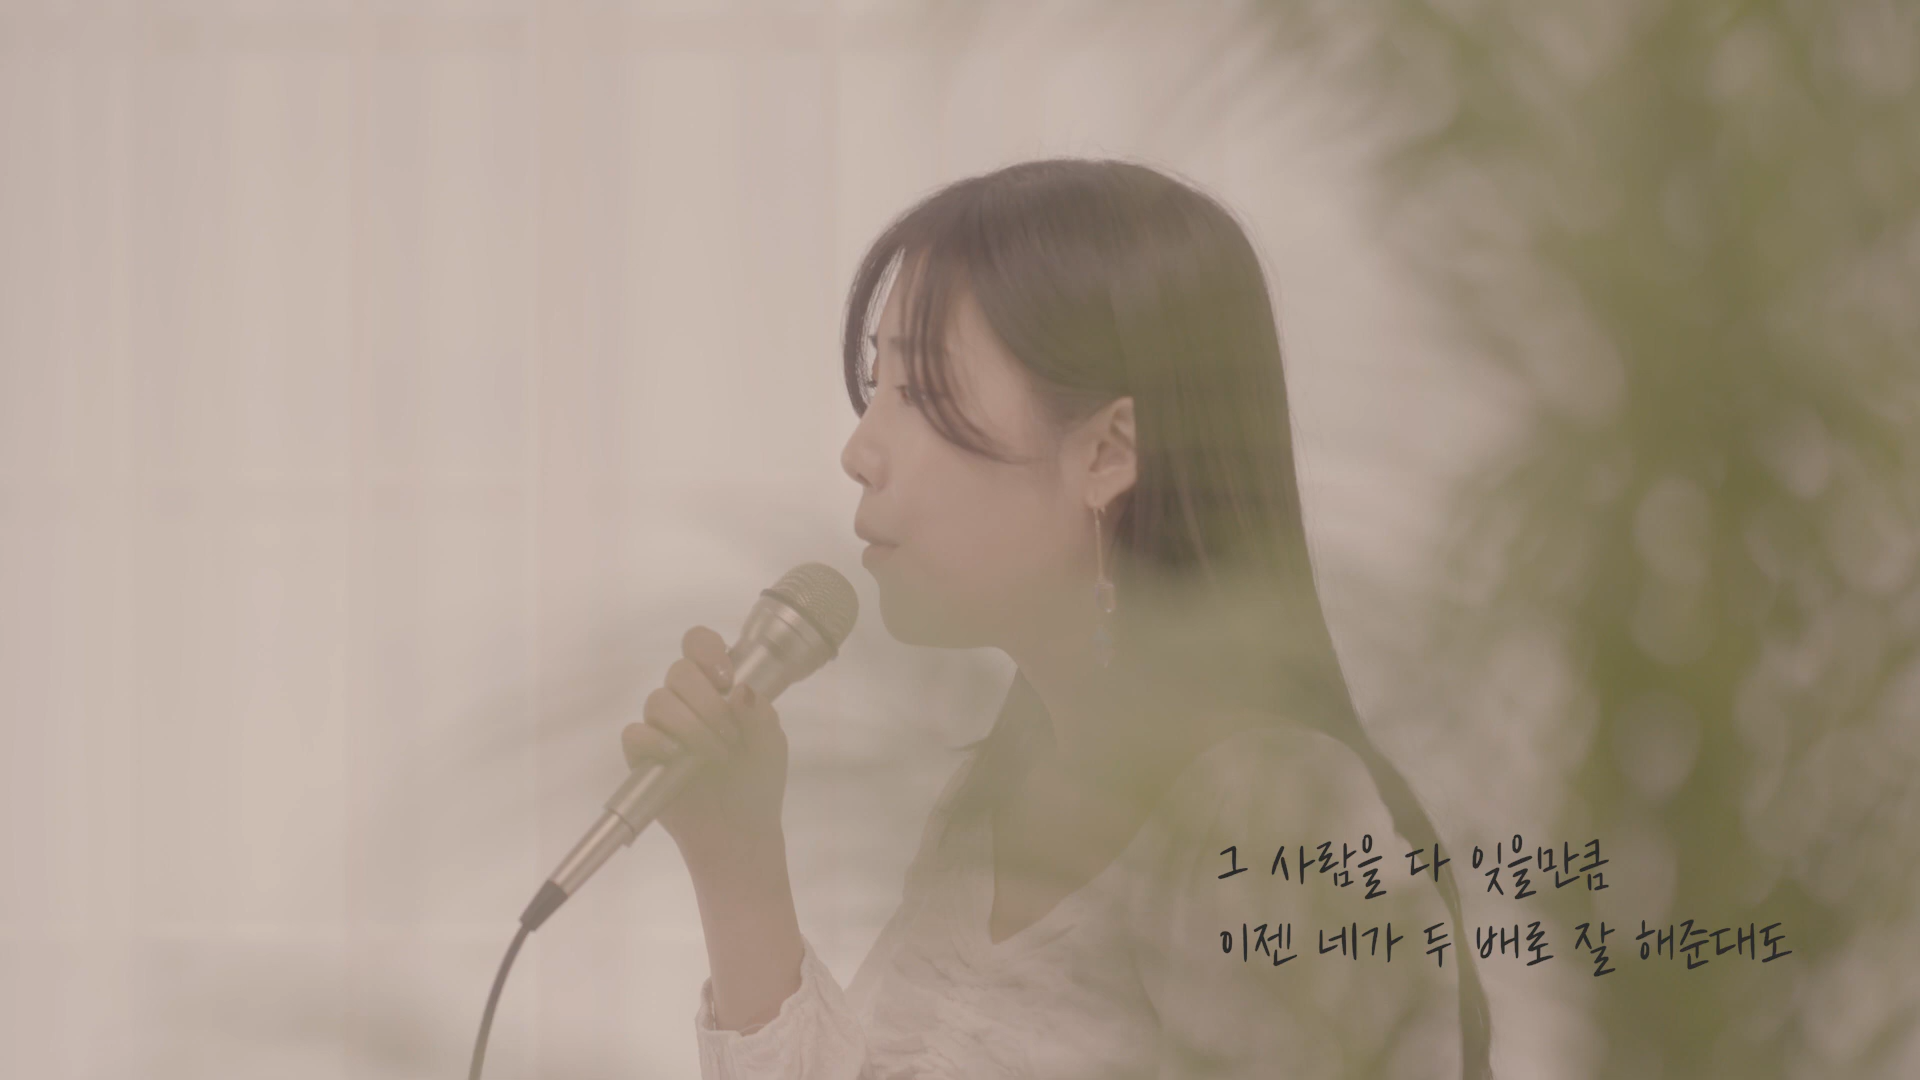 그 사람을 다 잊을만큼
이젠 네가 두 배로 잘 해준대도